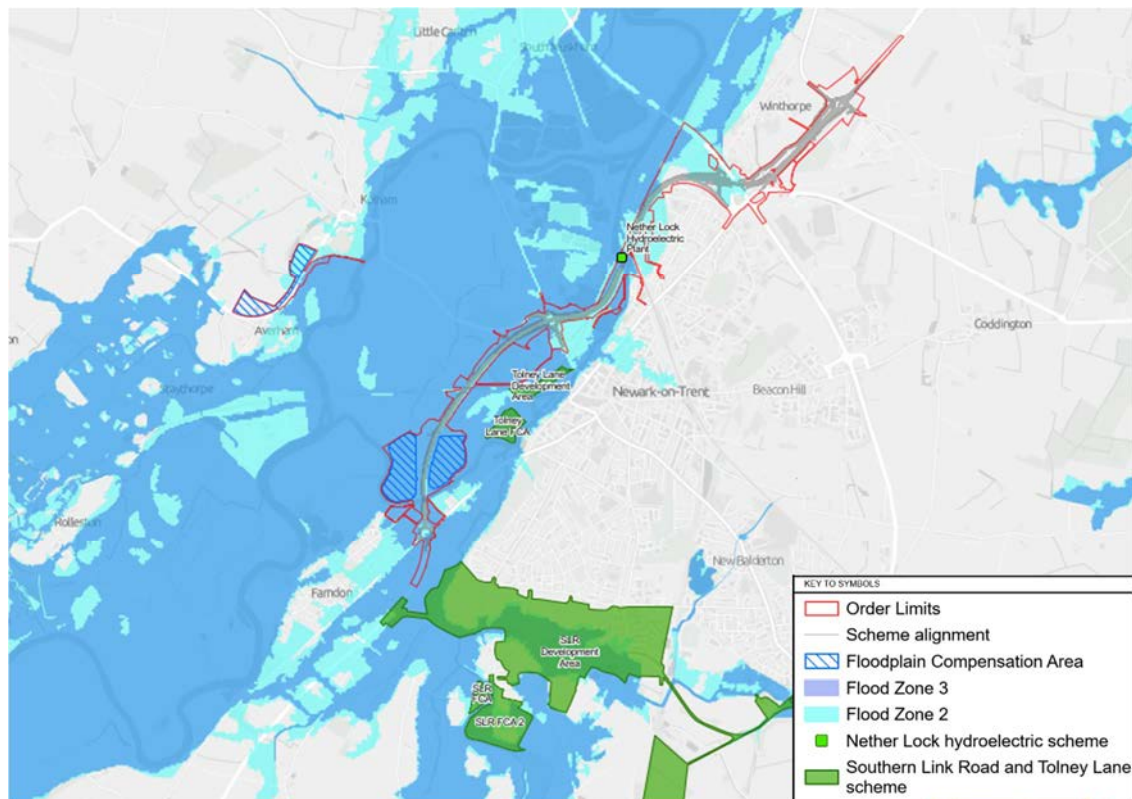 Little Carlton
South Muskham
Winthorpe
Kelham
Nether Lock
Hydroelectric
Plant
Averham
Coddington
Staythorpe
Tolney Lane
Development
Area
Newark-on-Trent
Beacon Hill
Tolney
Lane FCA
Rolleston
New Balderton
Farndon
SLR
Development
Area
SLR
FCA
SLR FCA 2
KEY TO SYMBOLS
Order Limits
Scheme alignment
Floodplain Compensation Area
Flood Zone 3
Flood Zone 2
Nether Lock hydroelectric scheme
Southern Link Road and Tolney Lane
scheme